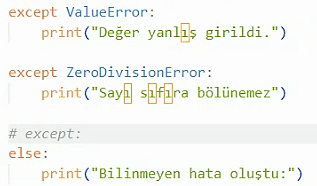 except ValueError:
    print("Değer yanlış girildi.")
except ZeroDivisionError:
    print("Sayı sıfıra bölünemez")
# except:
else:
    print("Bilinmeyen hata oluştu:")